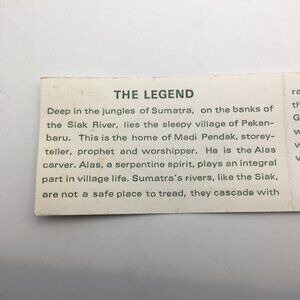 THE LEGEND
Deep in the jungles of Sumatra, on the banks of
the Siak River, lies the sleepy village of Pekan-
baru. This is the home of Madi Pendak, storey-
teller, prophet and worshipper. He is the Alas
carver. Alas, a serpentine spirit, plays an integral
part in village life. Sumatra's rivers, like the Siak,
are not a safe place to tread, they cascade with